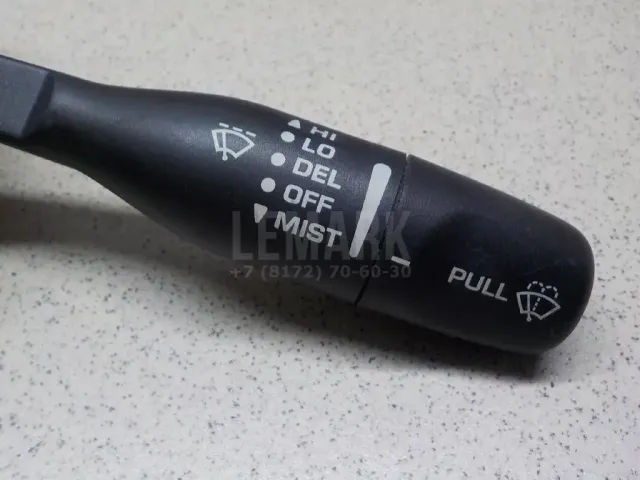 HI
LO
DEL
OFF
MIST
PULL
LEMARK
+7 (8172) 70-60-30